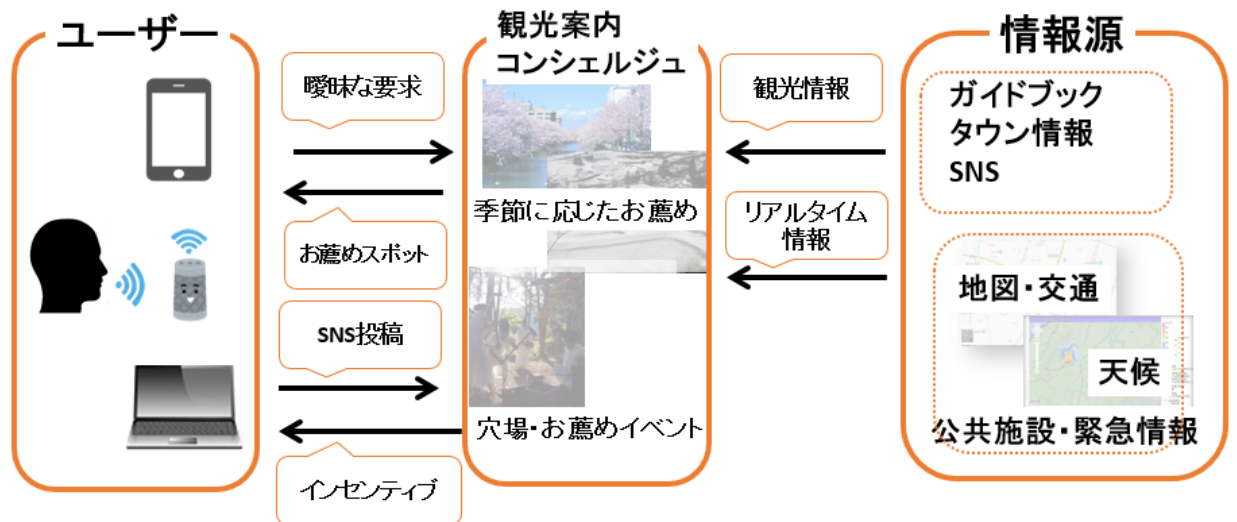 ユーザー
曖昧な要求
お薦めスポット
SNS投稿
インセンティブ
観光案内
コンシェルジュ
季節に応じたお薦め
穴場・お薦めイベント
観光情報
リアルタイム
情報
情報源
ガイドブック
タウン情報
SNS
地図・交通
天候
公共施設・緊急情報